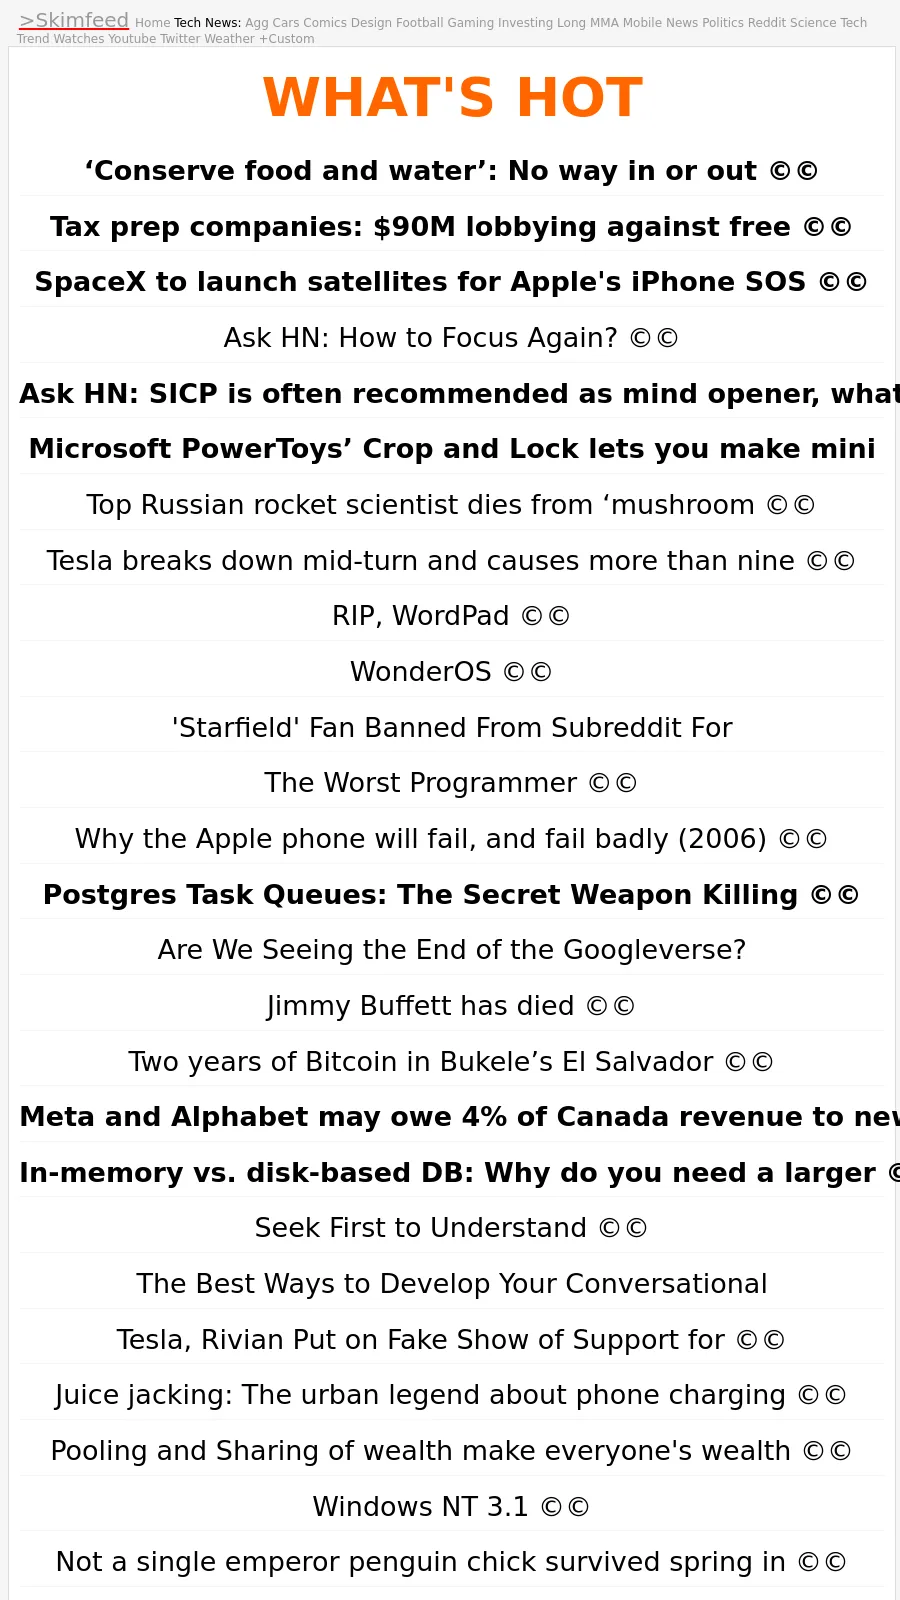 >Skimfeed Home Tech News: Agg Cars Comics Design Football Gaming Investing Long MMA Mobile News Politics Reddit Science Tech
Trend Watches Youtube Twitter Weather +Custom
WHAT'S HOT
‘Conserve food and water’: No way in or out ©©
Tax prep companies: $90M lobbying against free ©©
SpaceX to launch satellites for Apple's iPhone SOS ©©
Ask HN: How to Focus Again? ©©
Ask HN: SICP is often recommended as mind opener, what
Microsoft PowerToys’ Crop and Lock lets you make mini
Top Russian rocket scientist dies from ‘mushroom ©©
Tesla breaks down mid-turn and causes more than nine ©©
RIP, WordPad ©©
WonderOS ©©
'Starfield' Fan Banned From Subreddit For
The Worst Programmer ©©
Why the Apple phone will fail, and fail badly (2006) ©©
Postgres Task Queues: The Secret Weapon Killing ©©
Are We Seeing the End of the Googleverse?
Jimmy Buffett has died ©©
Two years of Bitcoin in Bukele’s El Salvador ©©
Meta and Alphabet may owe 4% of Canada revenue to
In-memory vs. disk-based DB: Why do you need a larger ©
Seek First to Understand ©©
The Best Ways to Develop Your Conversational
Tesla, Rivian Put on Fake Show of Support for ©©
Juice jacking: The urban legend about phone charging ©©
Pooling and Sharing of wealth make everyone's wealth ©©
Windows NT 3.1 ©©
Not a single emperor penguin chick survived spring in ©©